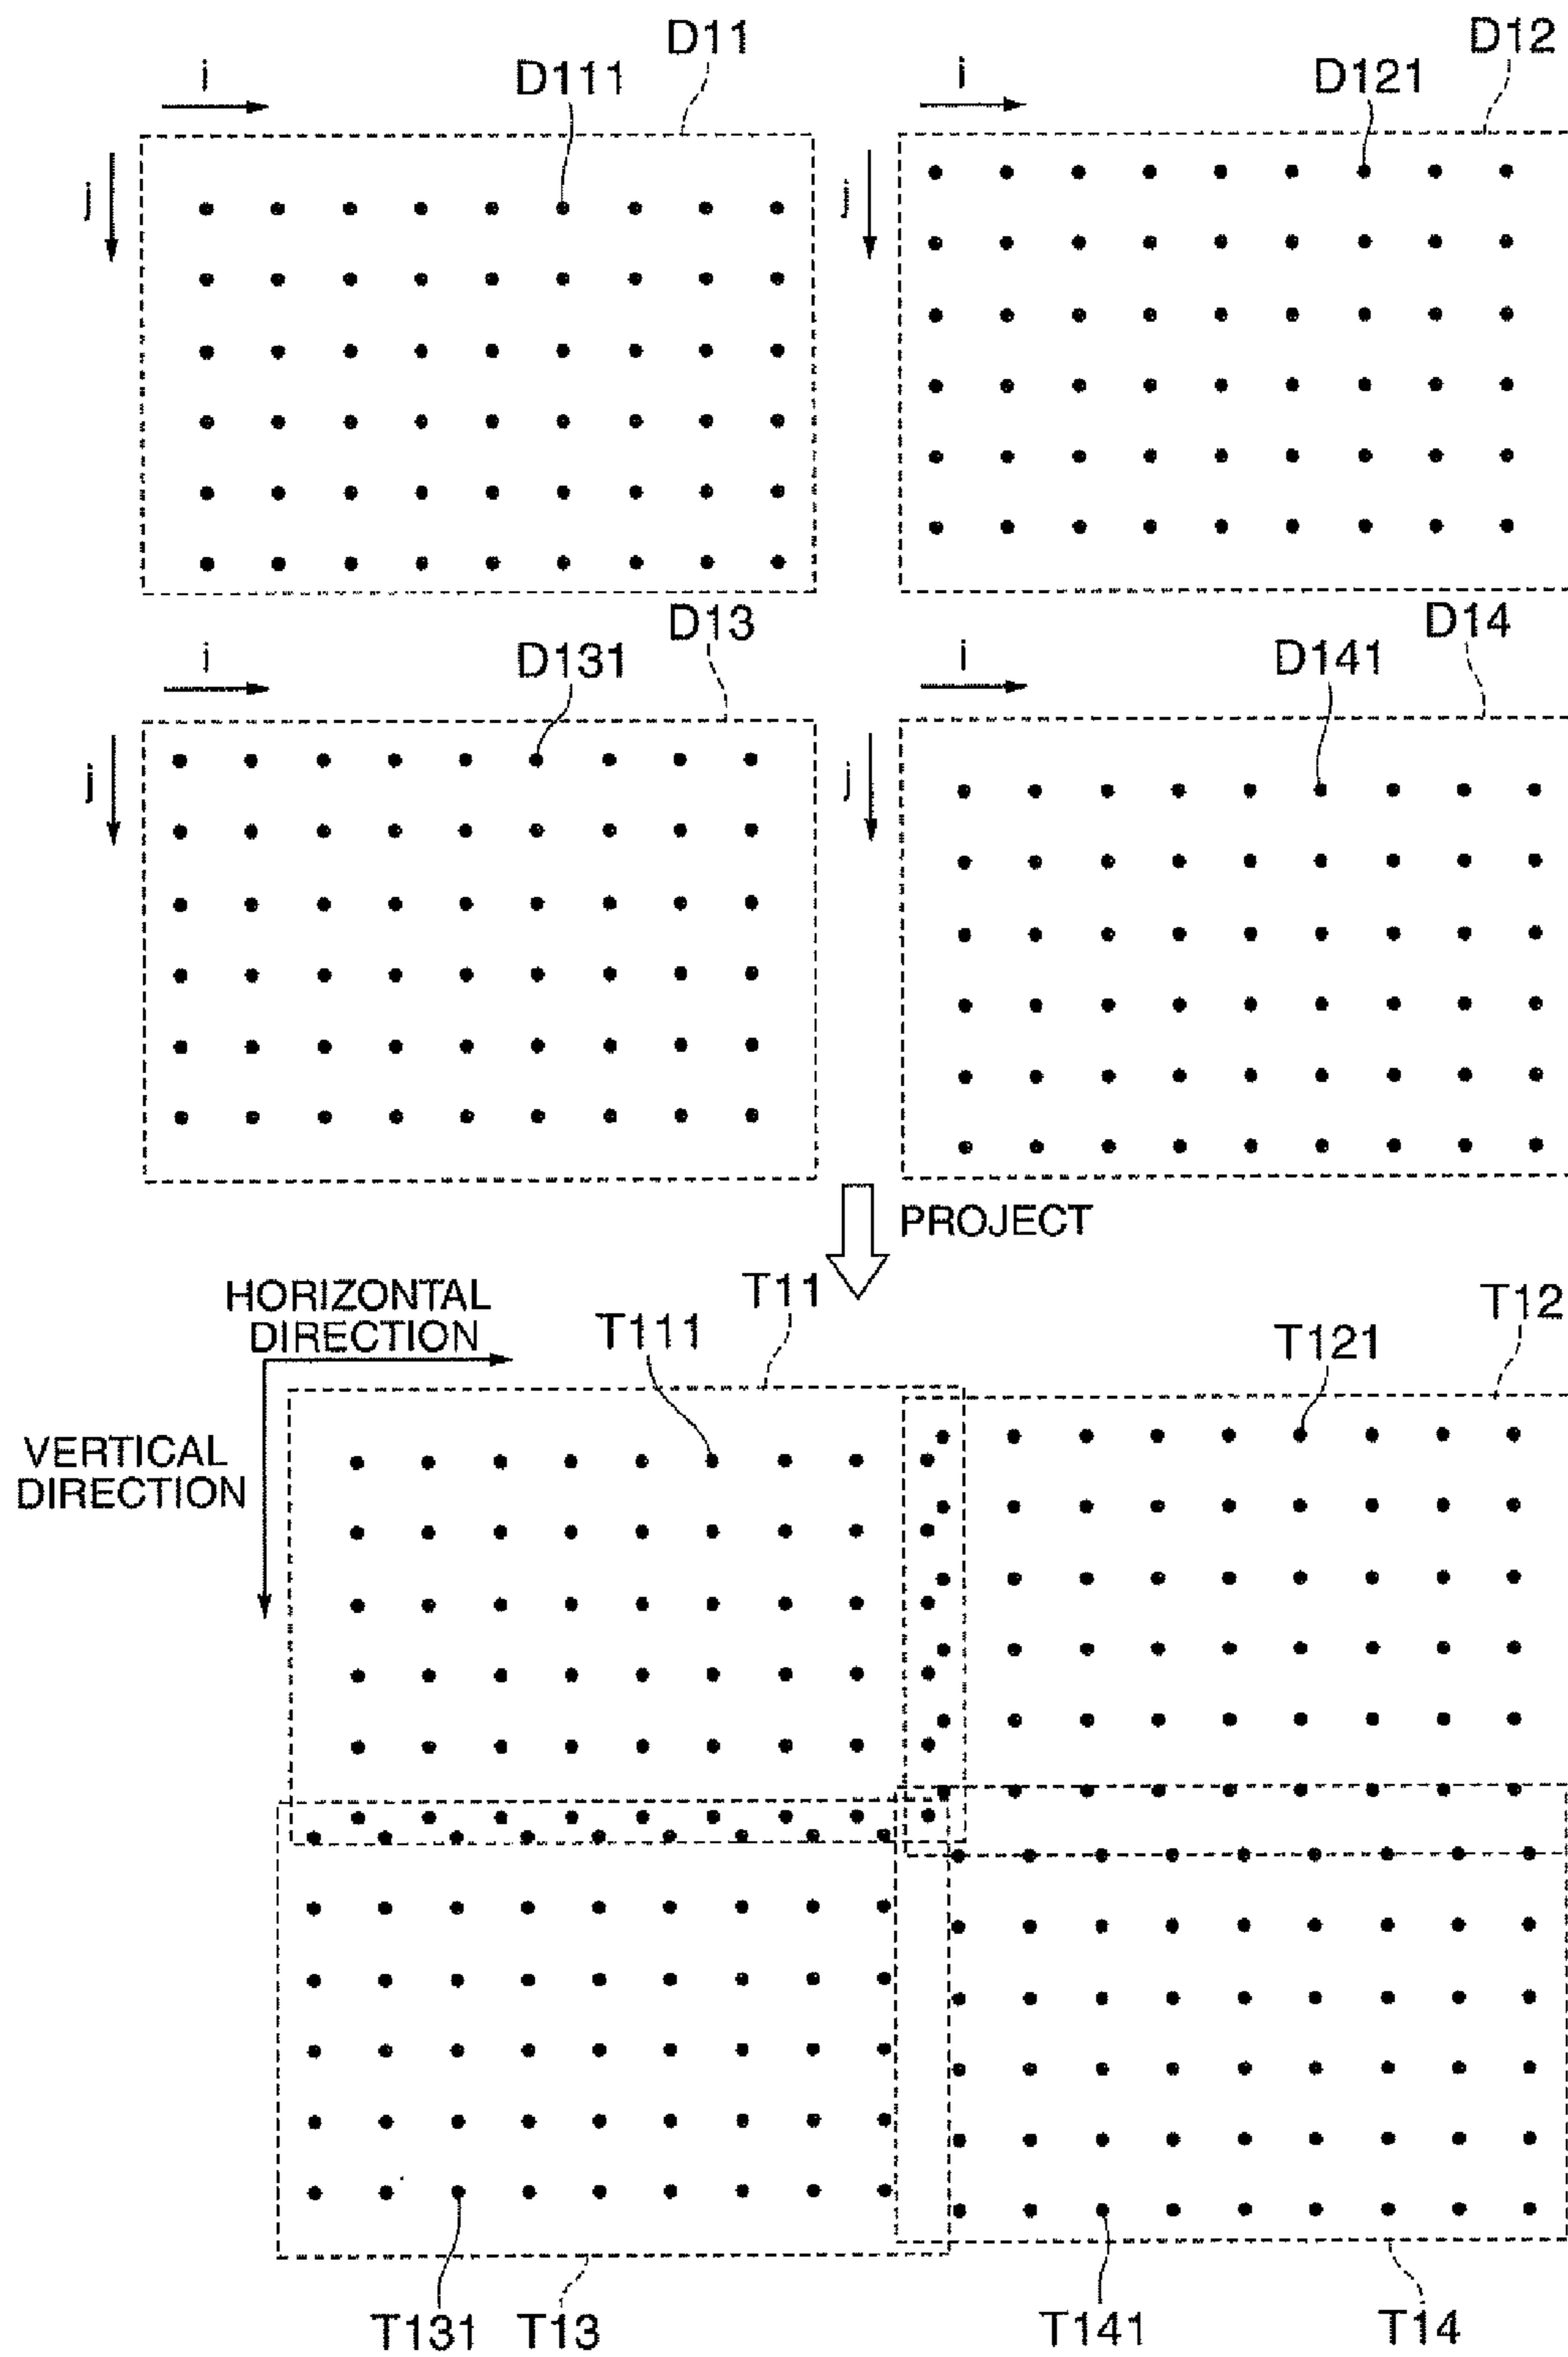 D11
D12
i
D111
i
D121
j
j
D13
D14
i
D131
i
D141
j
j
PROJECT
HORIZONTAL
DIRECTION
T11
T12
T111
T121
VERTICAL
DIRECTION
T131
T13
T141
T14